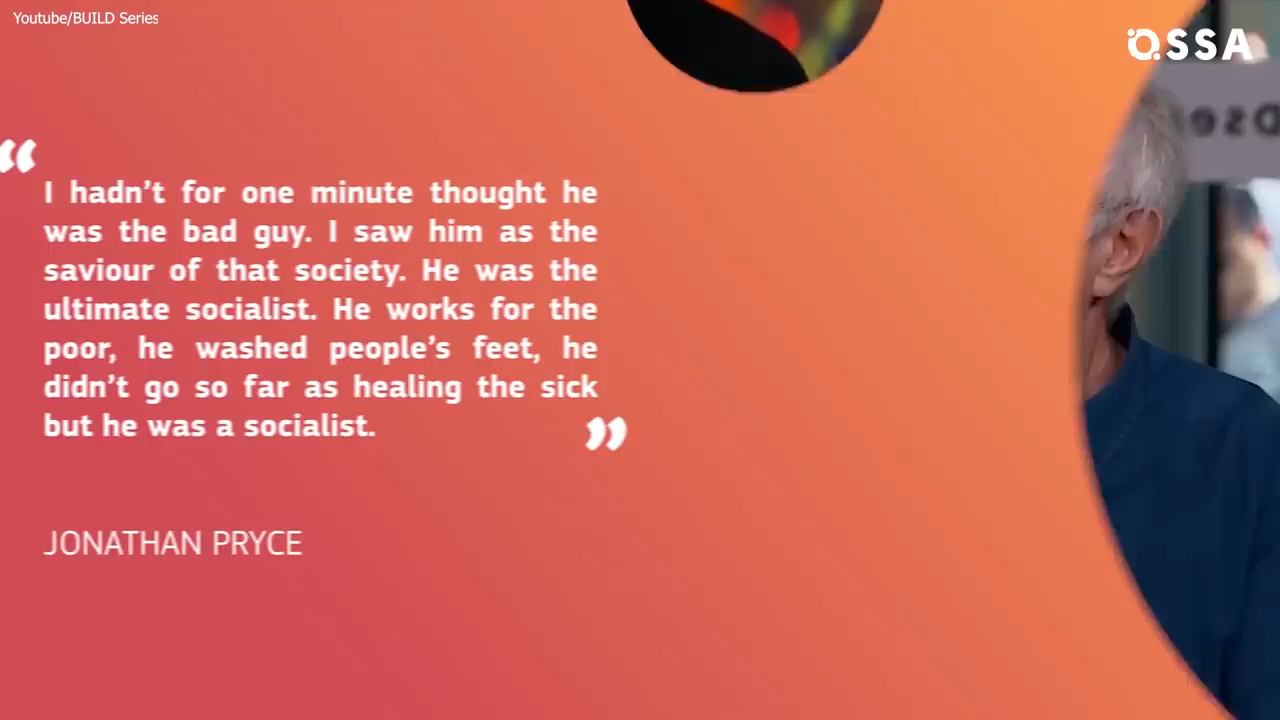 Youtube/BUILD Series
OSSA
“
I hadn’t for one minute thought he
was the bad guy. I saw him as the
saviour of that society. He was the
ultimate socialist. He works for the
poor, he washed people’s feet, he
didn’t go so far as healing the sick
but he was a socialist.
”
JONATHAN PRYCE